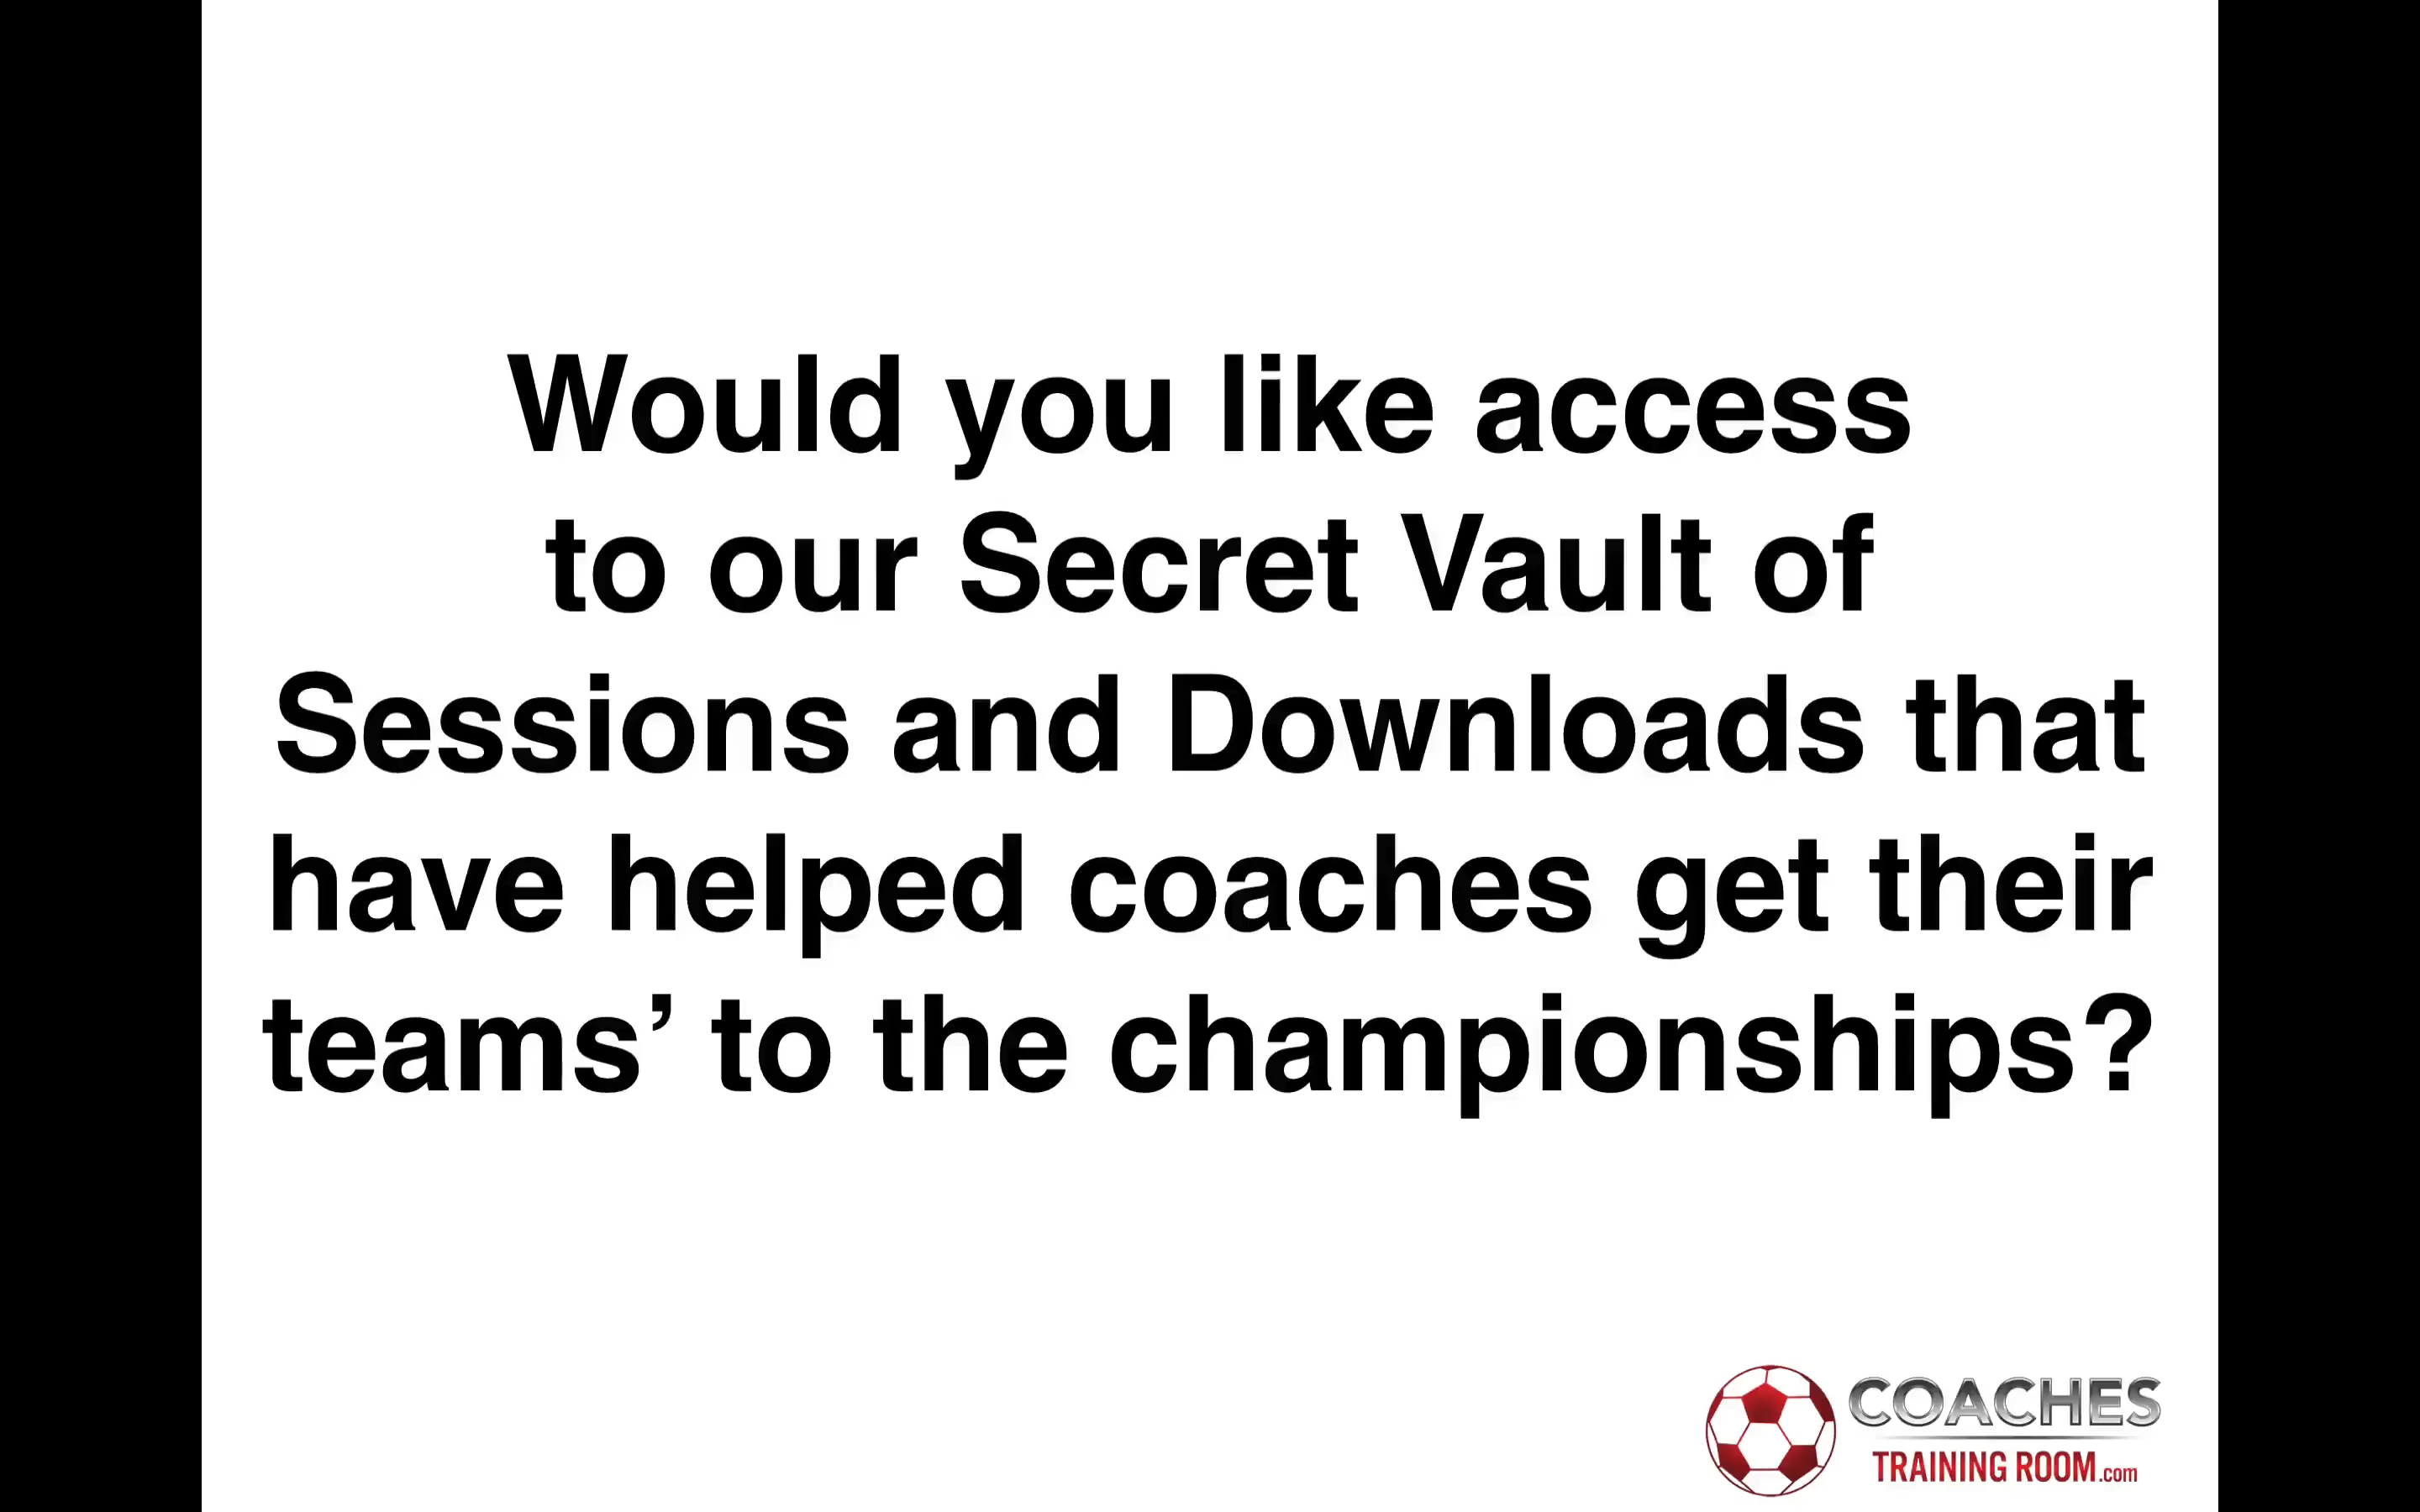 Would you like access
to our Secret Vault of
Sessions and Downloads that
have helped coaches get their
teams’ to the championships?
COACHES
TRAINING ROOM.com